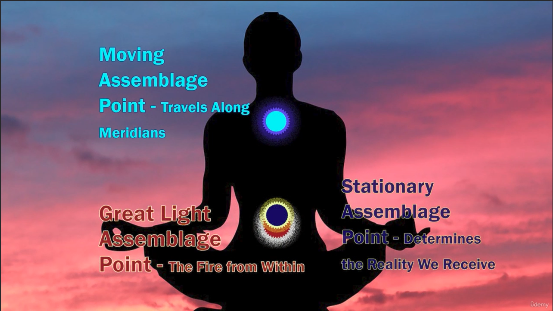 Moving
Assemblage
Point - Travels Along
Meridians
Great Light
Assemblage
Point - The Fire from Within
Stationary
Assemblage
Point - Determines
the Reality We Receive
Udemy